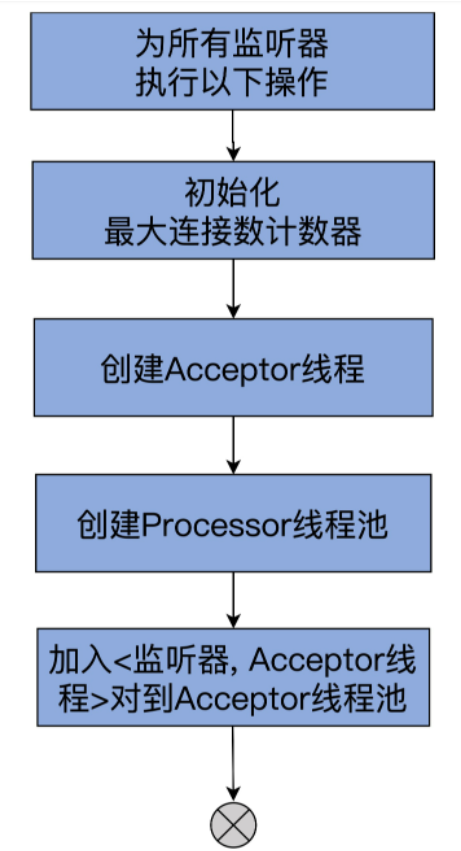 为所有监听器
执行以下操作
初始化
最大连接数计数器
创建Acceptor线程
创建Processor线程池
加入<监听器, Acceptor线
程>对到Acceptor线程池